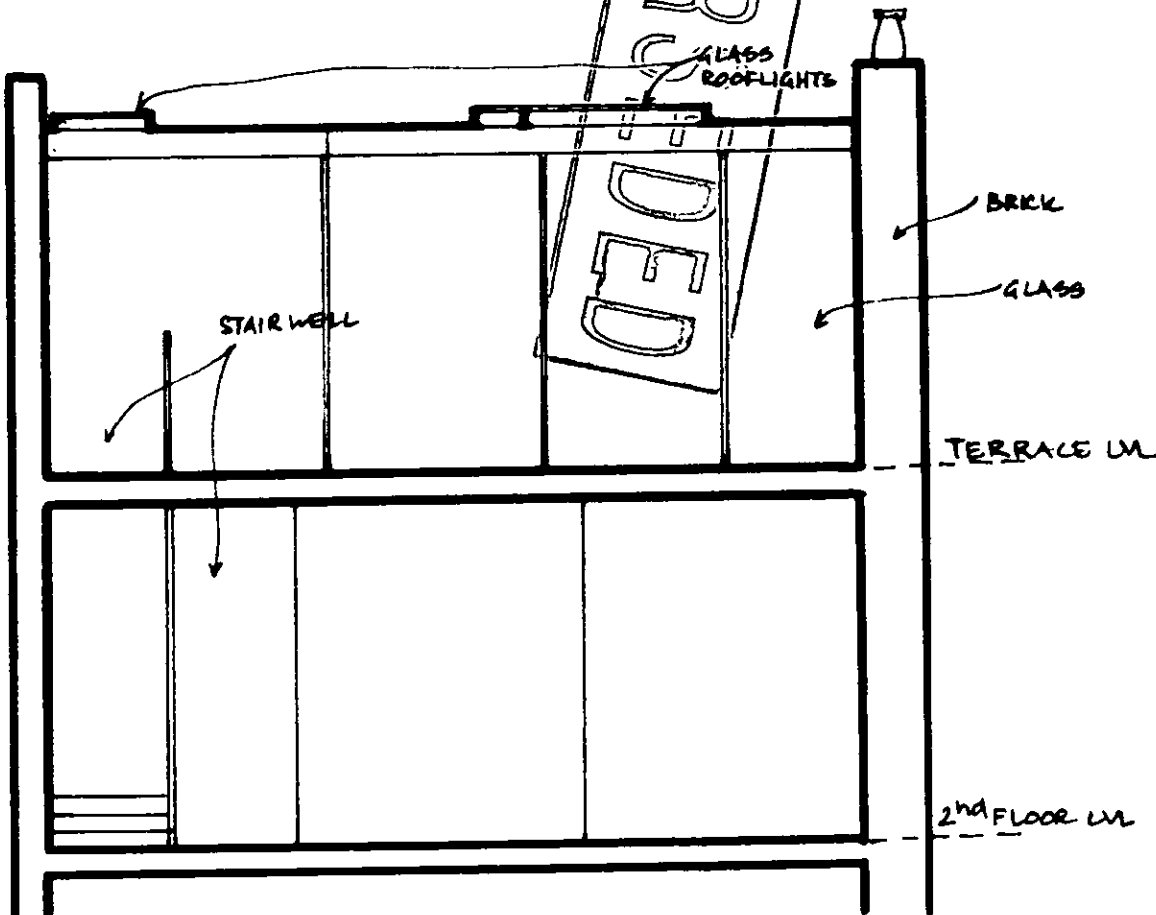 GLASS
ROOFLIGHTS
BRICK
GLASS
STAIRWELL
TERRACE LVL
2nd FLOOR LVL